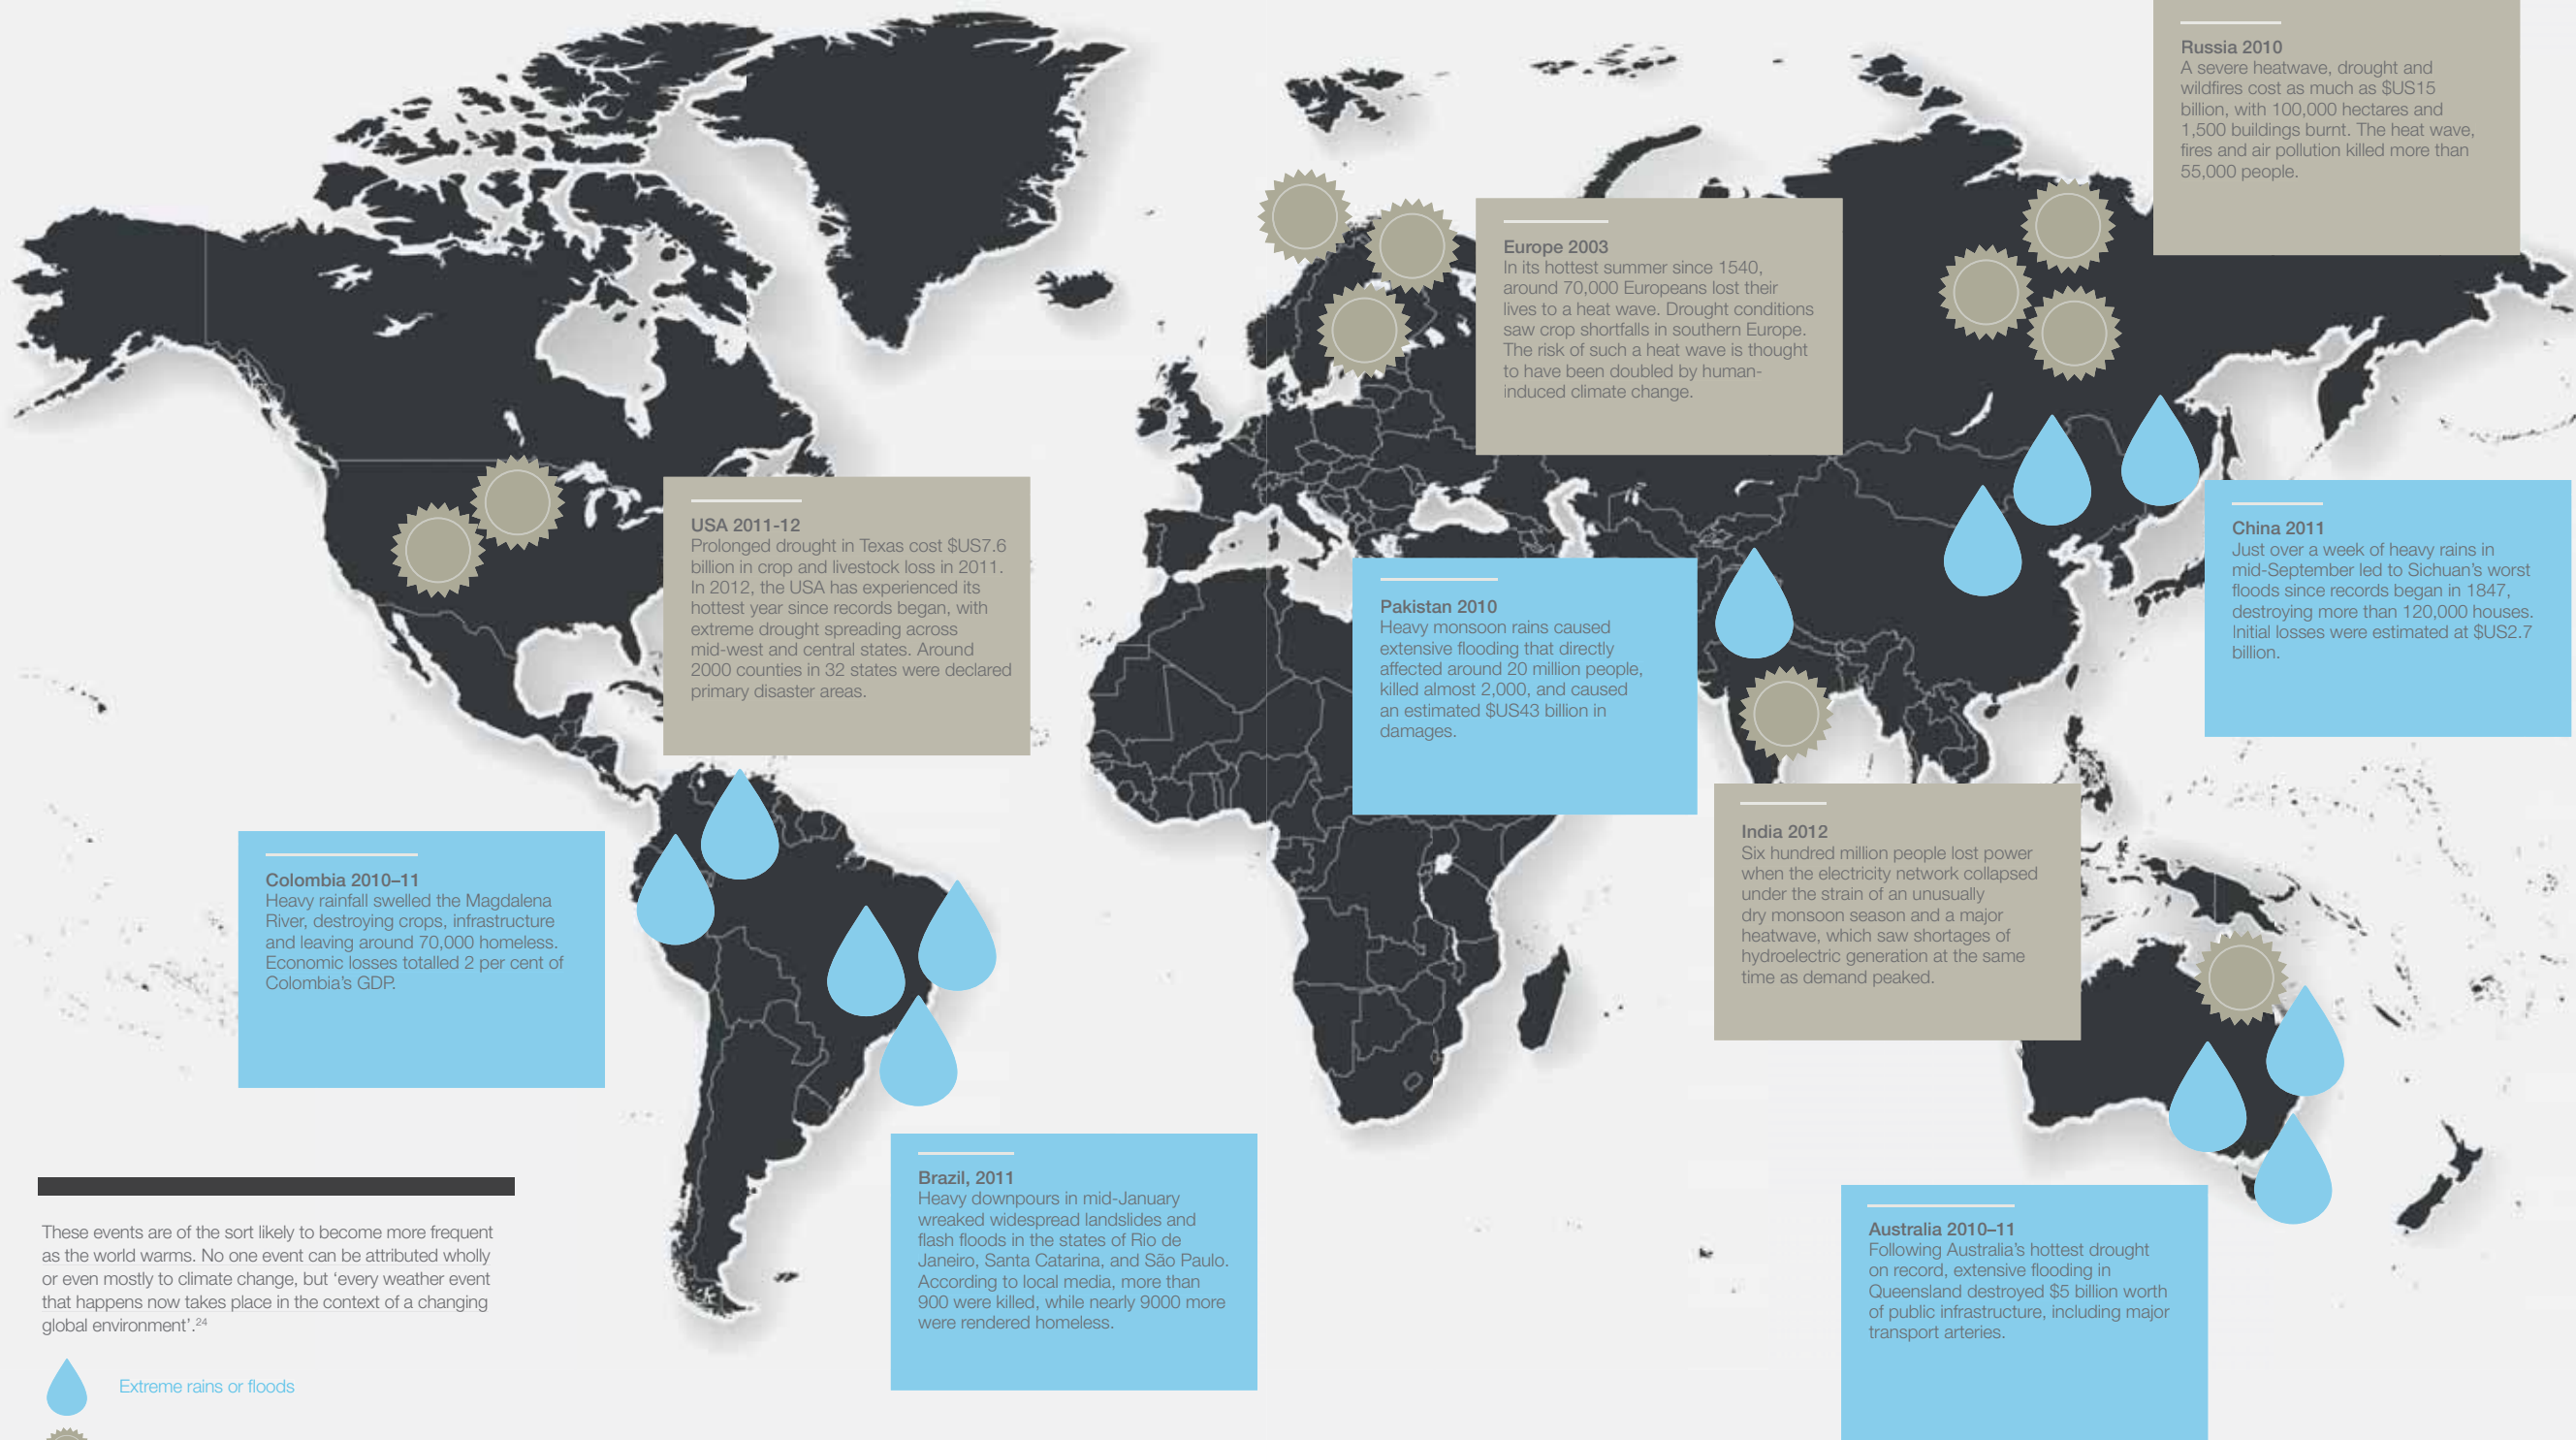 Russia 2010
A severe heatwave, drought and
wildfires cost as much as $US15
billion, with 100,000 hectares and
1,500 buildings burnt. The heat wave,
fires and air pollution killed more than
55,000 people.
Europe 2003
In its hottest summer since 1540,
around 70,000 Europeans lost their
lives to a heat wave. Drought conditions
saw crop shortfalls in southern Europe.
The risk of such a heat wave is thought
to have been doubled by human-
induced climate change.
USA 2011-12
Prolonged drought in Texas cost $US7.6
billion in crop and livestock loss in 2011.
In 2012, the USA has experienced its
hottest year since records began, with
extreme drought spreading across
mid-west and central states. Around
2000 counties in 32 states were declared
primary disaster areas.
China 2011
Just over a week of heavy rains in
mid-September led to Sichuan's worst
floods since records began in 1847,
destroying more than 120,000 houses.
Initial losses were estimated at $US2.7
billion.
Pakistan 2010
Heavy monsoon rains caused
extensive flooding that directly
affected around 20 million people,
killed almost 2,000, and caused
an estimated $US43 billion in
damages.
India 2012
Six hundred million people lost power
when the electricity network collapsed
under the strain of an unusually
dry monsoon season and a major
heatwave, which saw shortages of
hydroelectric generation at the same
time as demand peaked.
Colombia 2010–11
Heavy rainfall swelled the Magdalena
River, destroying crops, infrastructure
and leaving around 70,000 homeless.
Economic losses totalled 2 per cent of
Colombia's GDP.
Brazil, 2011
Heavy downpours in mid-January
wreaked widespread landslides and
flash floods in the states of Rio de
Janeiro, Santa Catarina, and São Paulo.
According to local media, more than
900 were killed, while nearly 9000 more
were rendered homeless.
Australia 2010–11
Following Australia's hottest drought
on record, extensive flooding in
Queensland destroyed $5 billion worth
of public infrastructure, including major
transport arteries.
These events are of the sort likely to become more frequent
as the world warms. No one event can be attributed wholly
or even mostly to climate change, but ‘every weather event
that happens now takes place in the context of a changing
global environment’.24
Extreme rains or floods